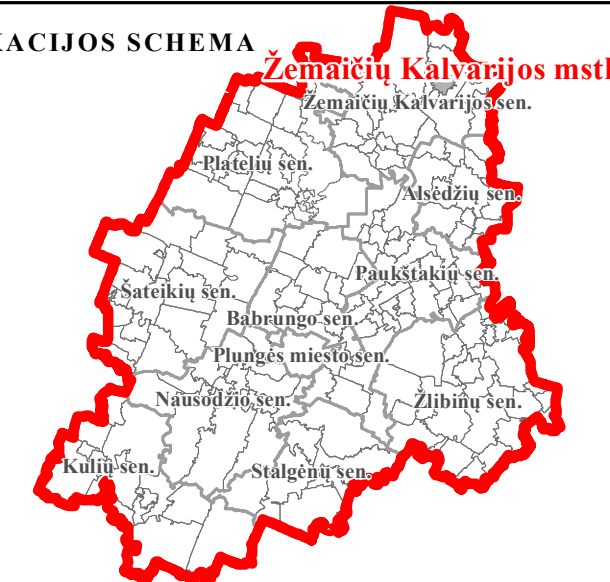 KACIJOS SCHEMA
Žemaičių Kalvarijos mstl
Žemaičių Kalvarijos sen.
Platelių sen.
Alsėdžių sen.
Paukštakių sen.
Šateikių sen.
Babrungo sen.
Plungės miesto sen.
Nausodžio sen.
Žlibinų sen.
Kulių sen.
Stalgėnų sen.